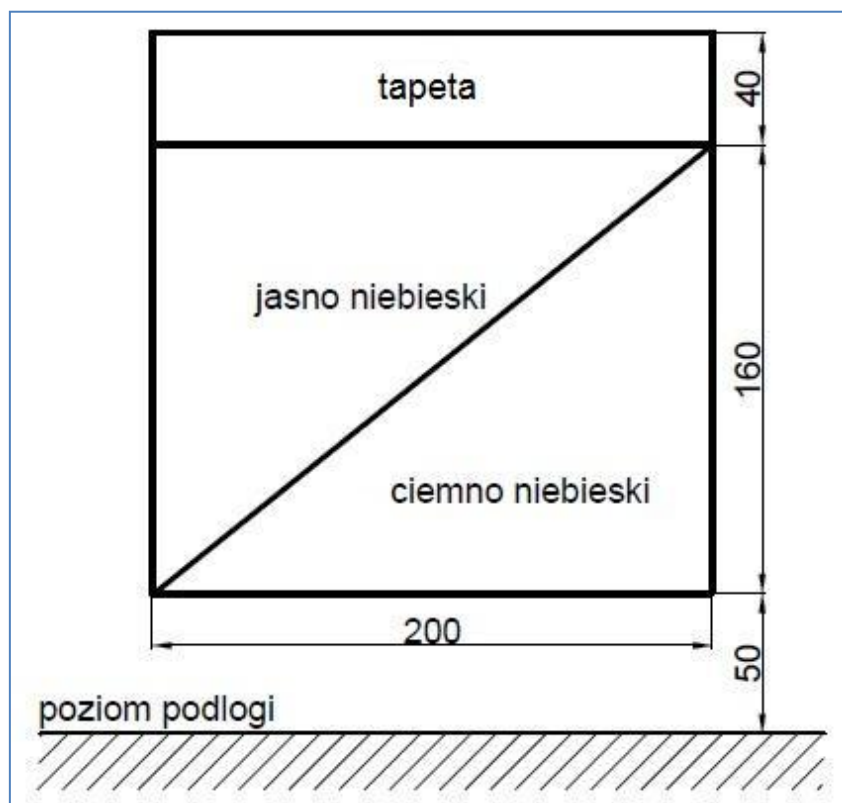 tapeta
40
jasno niebieski
160
ciemno niebieski
200
50
poziom podlogi